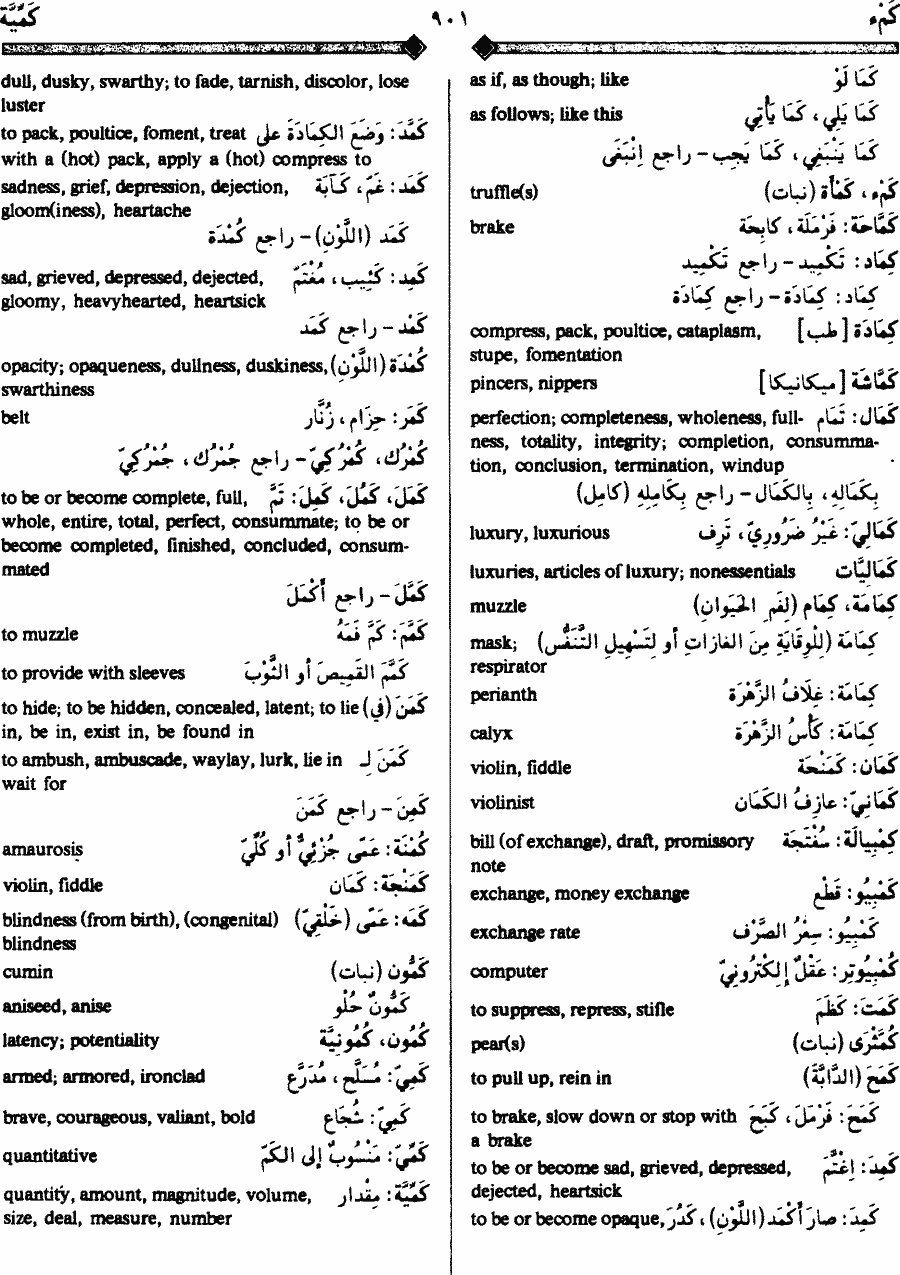 كَمْء ٩٠١ كَمِّيَّة
كَمَا لَوْ as if, as though; like
كَمَا يَلِي ، كَمَا يَأْتِي as follows; like this
كَمَا يَنْبَغِي ، كَمَا يَجِب - راجع اِنْبَغَى
كَمْء ، كَمْأَة (نبات) truffle(s)
كَمَّاحَة: فَرْمَلَة ، كابِحَة brake
كِمَاد: تَكْمِيد - راجع تَكْمِيد
كِمَاد: كِمَادَة - راجع كِمَادَة
كِمَادَة [طب] compress, pack, poultice, cataplasm,
stupe, fomentation
كَمَّاشَة [ميكانيكا] pincers, nippers
كَمَال: تَمَام perfection; completeness, wholeness, full-
ness, totality, integrity; completion, consumma-
tion, conclusion, termination, windup
بِكَمَالِهِ ، بِالكَمَال - راجع بِكَامِلِهِ (كَامِل)
كَمَالِيّ: غَيْرُ ضَرُورِيّ ، تَرِف luxury, luxurious
كَمَالِيَّات luxuries, articles of luxury; nonessentials
كِمَامَة ، كِمَام (لِفَمِ الحَيَوان) muzzle
كِمَامَة (لِلْوِقَايَةِ مِنَ الغازات أو لِتَسْهِيلِ التَّنَفُّس) mask;
respirator
كِمَامَة: غِلَافُ الزَّهْرَة perianth
كِمَامَة: كَأْسُ الزَّهْرَة calyx
كَمَان: كَمَنْجَة violin, fiddle
كَمَانِيّ: عازِفُ الكَمَان violinist
كَمْبِيالَة: سُفْتَجَة bill (of exchange), draft, promissory
note
كَمْبِيُو: قَطْع exchange, money exchange
كَمْبِيُو: سِعْرُ الصَّرْف exchange rate
كُمْبِيُوتِر: عَقْلٌ إلِكْتُرُونِيّ computer
كَمَتَ: كَظَمَ to suppress, repress, stifle
كُمَّثْرَى (نبات) pear(s)
كَمَحَ (الدَّابَّةَ) to pull up, rein in
كَمَحَ: فَرْمَلَ ، كَبَحَ to brake, slow down or stop with
a brake
كَمِدَ: اِغْتَمَّ to be or become sad, grieved, depressed,
dejected, heartsick
كَمِدَ: صارَ أَكْمَد (اللَّوْن) ، كَدُرَ to be or become opaque,
dull, dusky, swarthy; to fade, tarnish, discolor, lose
luster
كَمَّدَ: وَضَعَ الكِمَادَةَ على to pack, poultice, foment, treat
with a (hot) pack, apply a (hot) compress to
كَمَد: غَمّ ، كَآبَة sadness, grief, depression, dejection,
gloom(iness), heartache
كَمَد (اللَّوْن) - راجع كُمْدَة
كَمِد: كَئِيب ، مُغْتَمّ sad, grieved, depressed, dejected,
gloomy, heavyhearted, heartsick
كَمْد - راجع كَمَد
كُمْدَة (اللَّوْن) opacity; opaqueness, dullness, duskiness,
swarthiness
كَمَر: حِزَام ، زُنَّار belt
كُمْرُك ، كُمْرُكِيّ - راجع جُمْرُك ، جُمْرُكِيّ
كَمَلَ ، كَمُلَ ، كَمِلَ: تَمَّ to be or become complete, full,
whole, entire, total, perfect, consummate; to be or
become completed, finished, concluded, consum-
mated
كَمَّلَ - راجع أَكْمَلَ
كَمَّمَ: كَمَّ فَمَهُ to muzzle
كَمَّمَ القَمِيصَ أو الثَّوْبَ to provide with sleeves
كَمَنَ (في) to hide; to be hidden, concealed, latent; to lie
in, be in, exist in, be found in
كَمَنَ لـ to ambush, ambuscade, waylay, lurk, lie in
wait for
كَمِنَ - راجع كَمَنَ
كُمْنَة: عَمًى جُزْئِيٌّ أو كُلِّيّ amaurosis
كَمَنْجَة: كَمَان violin, fiddle
كَمَه: عَمًى (خَلْقِيّ) blindness (from birth), (congenital)
blindness
كَمُّون (نبات) cumin
كَمُّونٌ حُلْو aniseed, anise
كُمُون ، كُمُونِيَّة latency; potentiality
كَمِيّ: مُسَلَّح ، مُدَرَّع armed; armored, ironclad
كَمِيّ: شُجَاع brave, courageous, valiant, bold
كَمِّيّ: مَنْسُوبٌ إلى الكَمّ quantitative
كَمِّيَّة: مِقْدار quantity, amount, magnitude, volume,
size, deal, measure, number